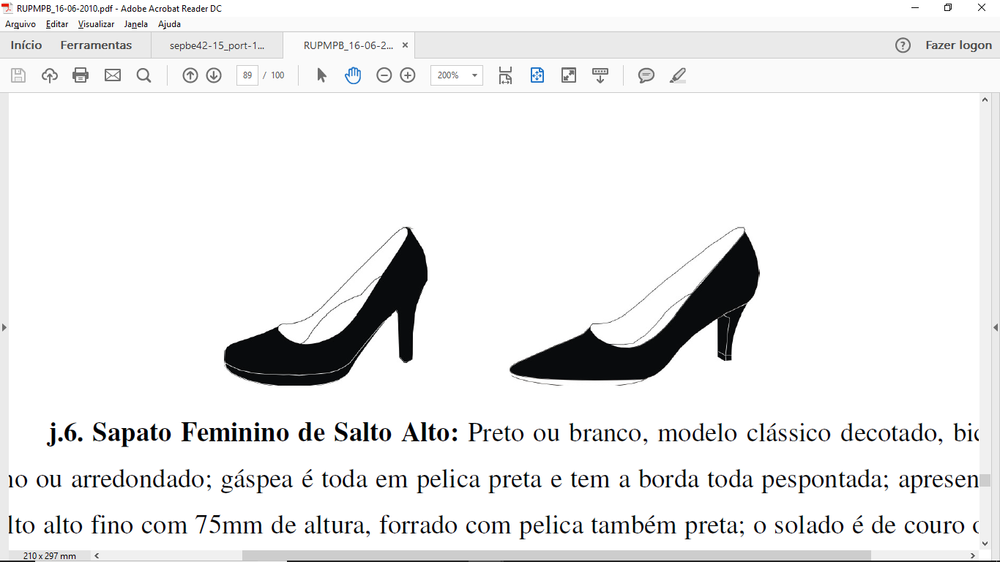 RUPMPB_16-06-2010.pdf - Adobe Acrobat Reader DC
Arquivo Editar Visualizar Janela Ajuda
Início Ferramentas sepbe42-15_port-1... RUPMPB_16-06-2... × ? Fazer logon
89 / 100 200%
j.6. Sapato Feminino de Salto Alto: Preto ou branco, modelo clássico decotado, bic
no ou arredondado; gáspea é toda em pelica preta e tem a borda toda pespontada; apresen
lto alto fino com 75mm de altura, forrado com pelica também preta; o solado é de couro
210 x 297 mm